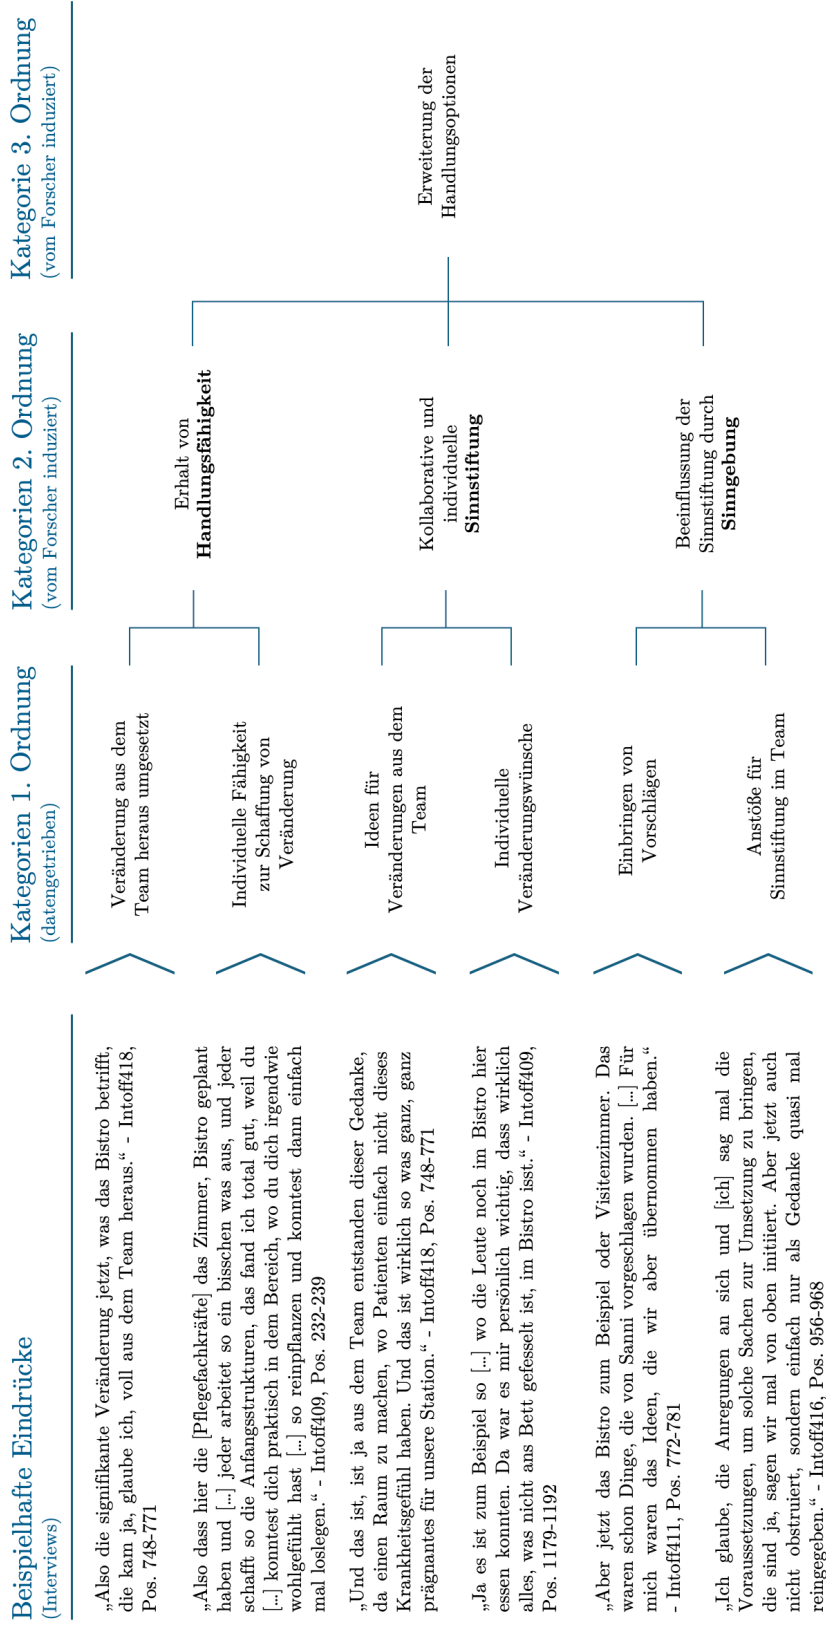 Beispielhafte Eindrücke
(Interviews)
„Also die signifikante Veränderung jetzt, was das Bistro betrifft,
die kam ja, glaube ich, voll aus dem Team heraus.“ - Intoff418,
Pos. 748-771
„Also dass hier die [Pflegefachkräfte] das Zimmer, Bistro geplant
haben und [...] jeder arbeitet so ein bisschen was aus, und jeder
schafft so die Anfangsstrukturen, das fand ich total gut, weil du
[...] konntest dich praktisch in dem Bereich, wo du dich irgendwie
wohlgefühlt hast [...] so reinpflanzen und konntest dann einfach
mal loslegen.“ - Intoff409, Pos. 232-239
„Und das ist, ist ja aus dem Team entstanden dieser Gedanke,
da einen Raum zu machen, wo Patienten einfach nicht dieses
Krankheitsgefühl haben. Und das ist wirklich so was ganz, ganz
prägnantes für unsere Station.“ - Intoff418, Pos. 748-771
„Ja es ist zum Beispiel so [...] wo die Leute noch im Bistro hier
essen konnten. Da war es mir persönlich wichtig, dass wirklich
alles, was nicht ans Bett gefesselt ist, im Bistro isst.“ - Intoff409,
Pos. 1179-1192
„Aber jetzt das Bistro zum Beispiel oder Visitenzimmer. Das
waren schon Dinge, die von Sanni vorgeschlagen wurden. [...] Für
mich waren das Ideen, die wir aber übernommen haben.“
- Intoff411, Pos. 772-781
„Ich glaube, die Anregungen an sich und [ich] sag mal die
Voraussetzungen, um solche Sachen zur Umsetzung zu bringen,
die sind ja, sagen wir mal von oben initiiert. Aber jetzt auch
nicht obstruiert, sondern einfach nur als Gedanke quasi mal
reingegeben.“ - Intoff416, Pos. 956-968
Kategorien 1. Ordnung
(datengetrieben)
Veränderung aus dem
Team heraus umgesetzt
Individuelle Fähigkeit
zur Schaffung von
Veränderung
Ideen für
Veränderungen aus dem
Team
Individuelle
Veränderungswünsche
Einbringen von
Vorschlägen
Anstöße für
Sinnstiftung im Team
Kategorien 2. Ordnung
(vom Forscher induziert)
Erhalt von
Handlungsfähigkeit
Kollaborative und
individuelle
Sinnstiftung
Beeinflussung der
Sinnstiftung durch
Sinngebung
Kategorie 3. Ordnung
(vom Forscher induziert)
Erweiterung der
Handlungsoptionen